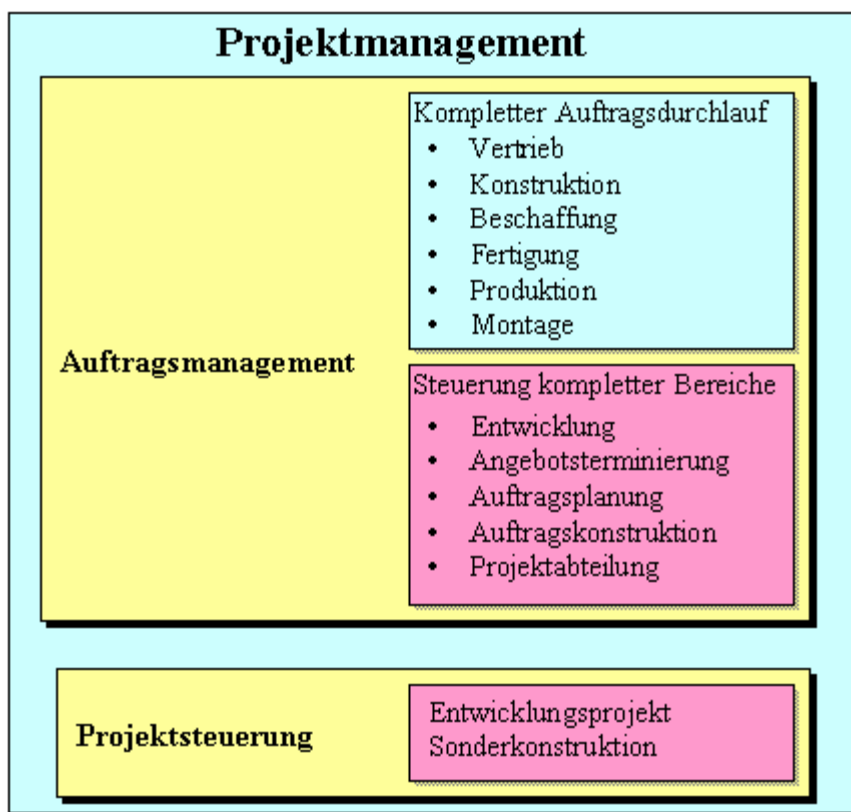 Projektmanagement
Auftragsmanagement
Kompletter Auftragsdurchlauf
• Vertrieb
• Konstruktion
• Beschaffung
• Fertigung
• Produktion
• Montage
Steuerung kompletter Bereiche
• Entwicklung
• Angebotsterminierung
• Auftragsplanung
• Auftragskonstruktion
• Projektabteilung
Projektsteuerung
Entwicklungsprojekt
Sonderkonstruktion